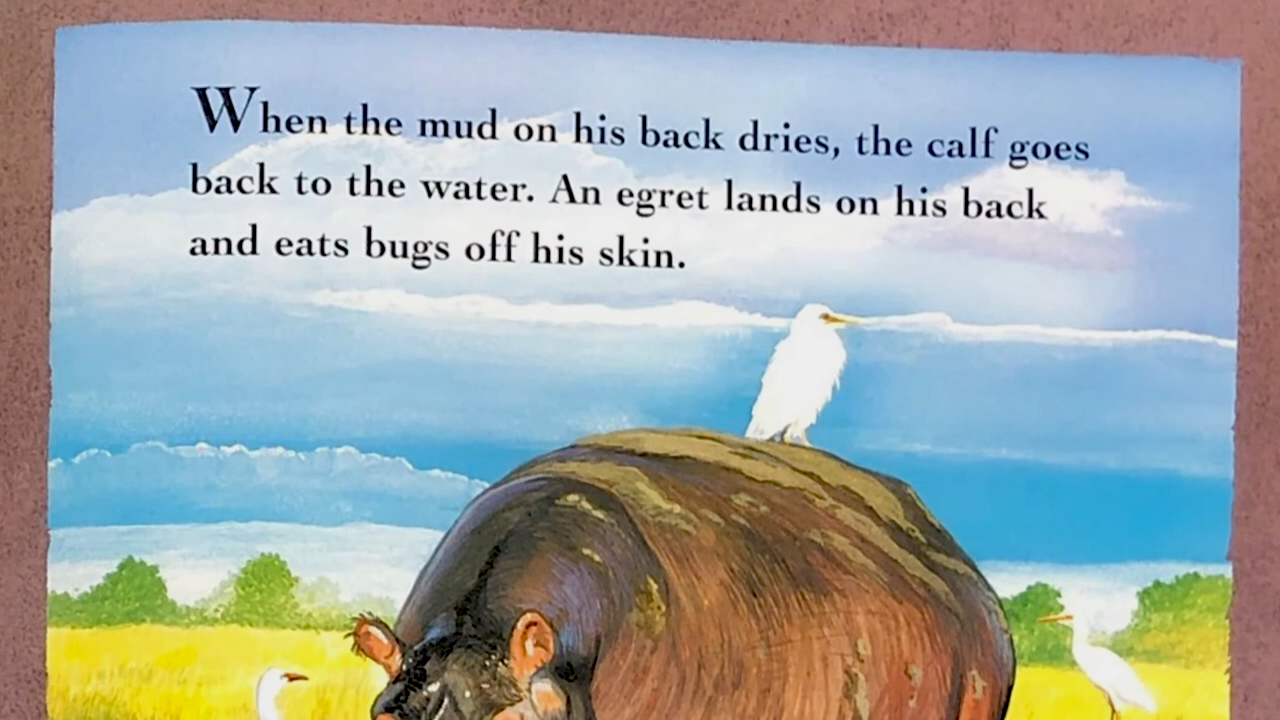 When the mud on his back dries, the calf goes
back to the water. An egret lands on his back
and eats bugs off his skin.